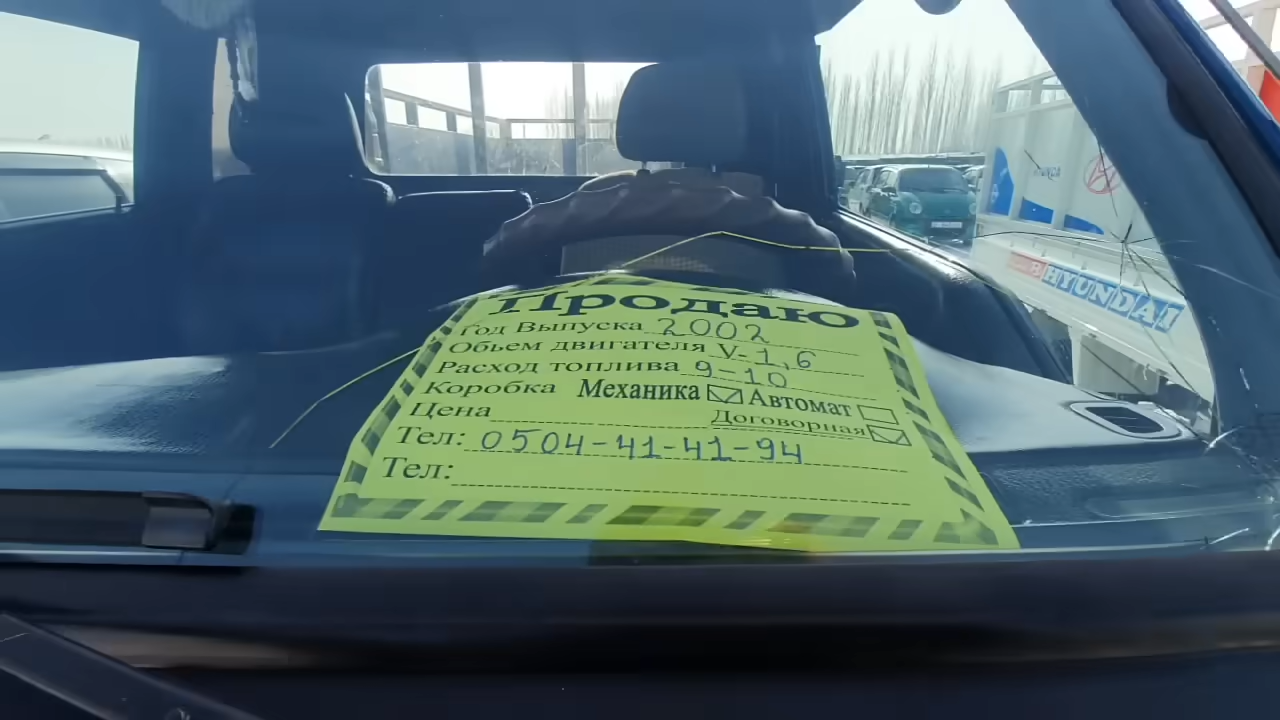 Продаю
Год Выпуска 2002
Обьем двигателя V-1,6
Расход топлива 9-10
Коробка Механика Автомат
Цена Договорная
Тел: 0504-41-41-94
Тел:
HYUNDAI